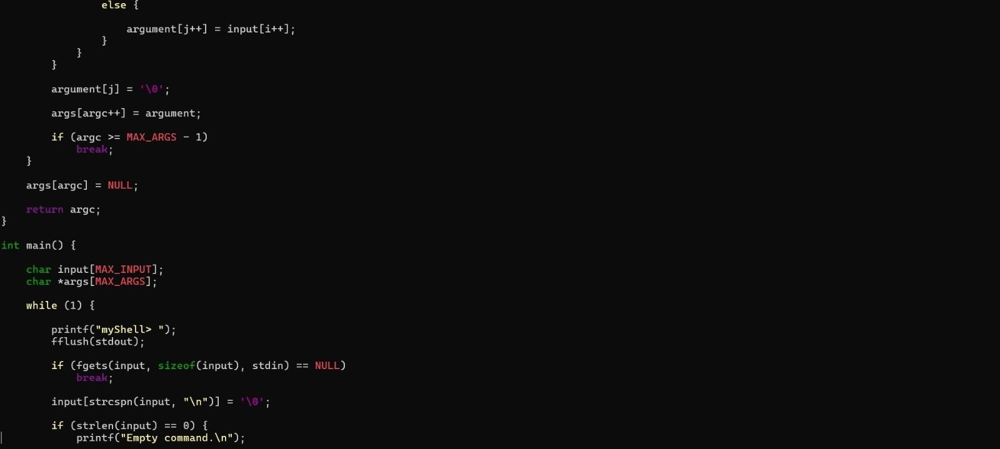 else {
argument[j++] = input[i++];
}
}
}
argument[j] = '\0';
args[argc++] = argument;
if (argc >= MAX_ARGS - 1)
break;
}
args[argc] = NULL;
return argc;
}
int main() {
char input[MAX_INPUT];
char *args[MAX_ARGS];
while (1) {
printf("myShell> ");
fflush(stdout);
if (fgets(input, sizeof(input), stdin) == NULL)
break;
input[strcspn(input, "\n")] = '\0';
if (strlen(input) == 0) {
printf("Empty command.\n");